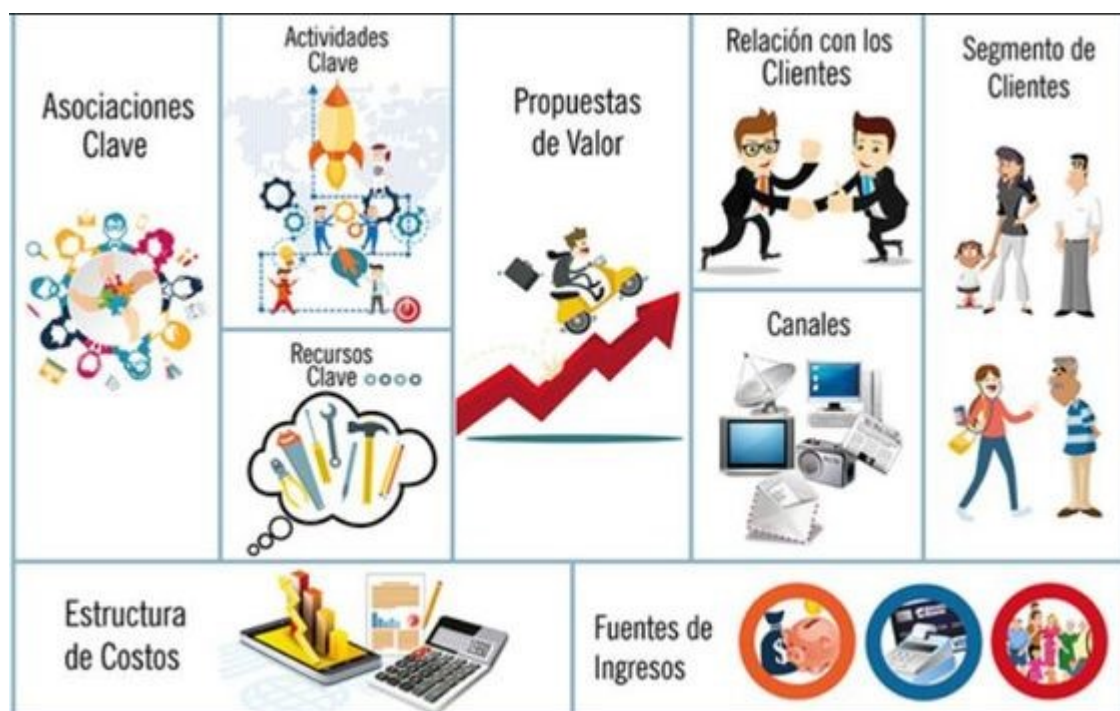 Asociaciones
Clave
Actividades
Clave
Recursos
Clave
Propuestas
de Valor
Relación con los
Clientes
Canales
Segmento de
Clientes
Estructura
de Costos
Fuentes de
Ingresos